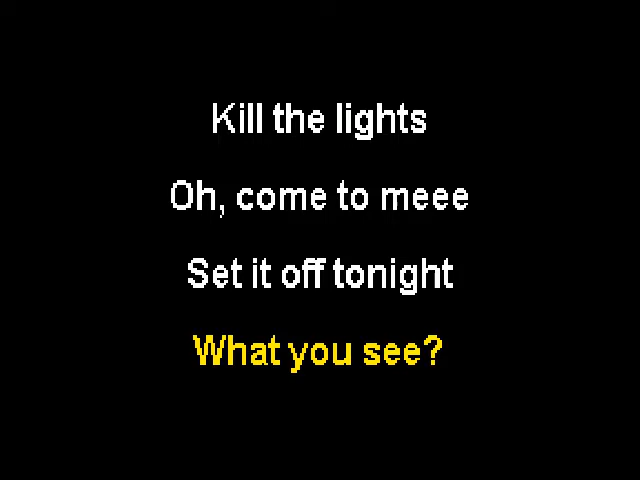 Kill the lights
Oh, come to meee
Set it off tonight
What you see?